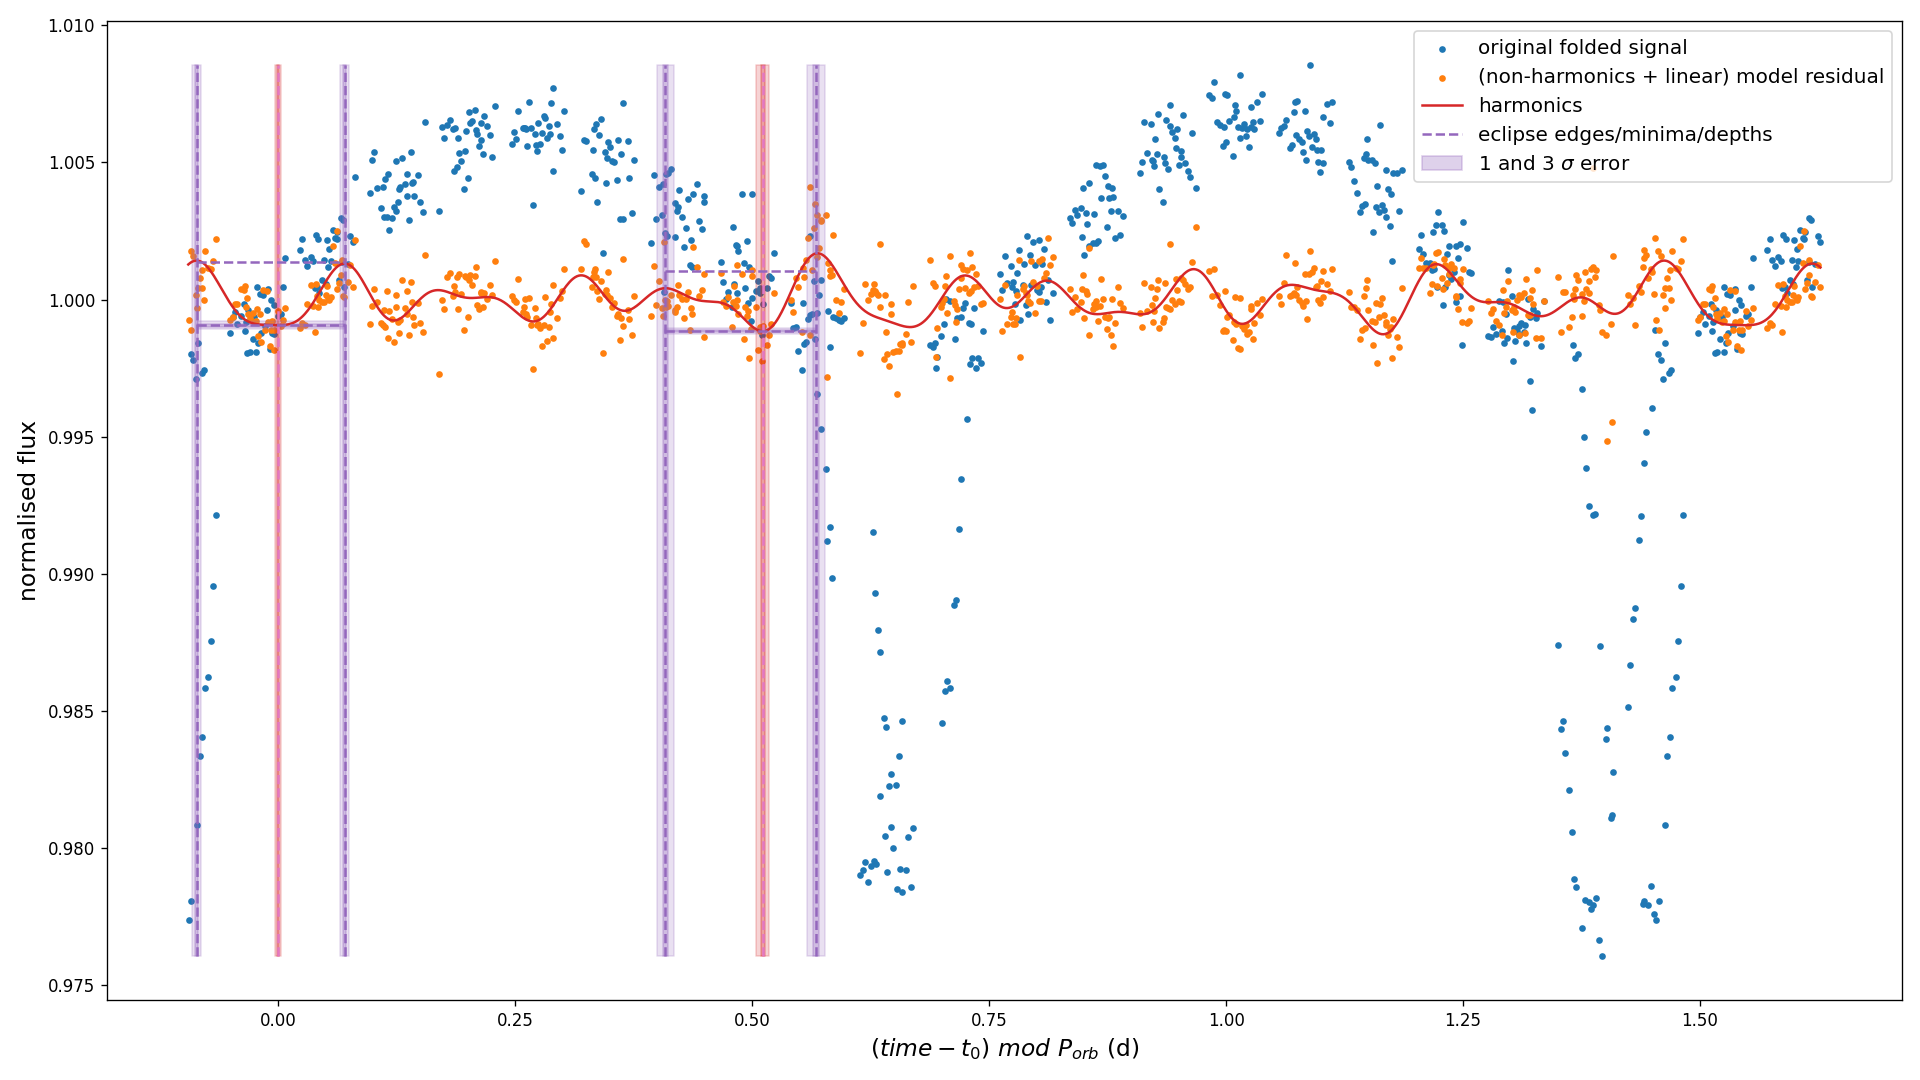 1.010
1.005
1.000
0.995
0.990
0.985
0.980
0.975
normalised flux
original folded signal
(non-harmonics + linear) model residual
harmonics
eclipse edges/minima/depths
1 and 3 σ error
0.00 0.25 0.50 0.75 1.00 1.25 1.50
(time − t₀) mod Pₒᵣb (d)